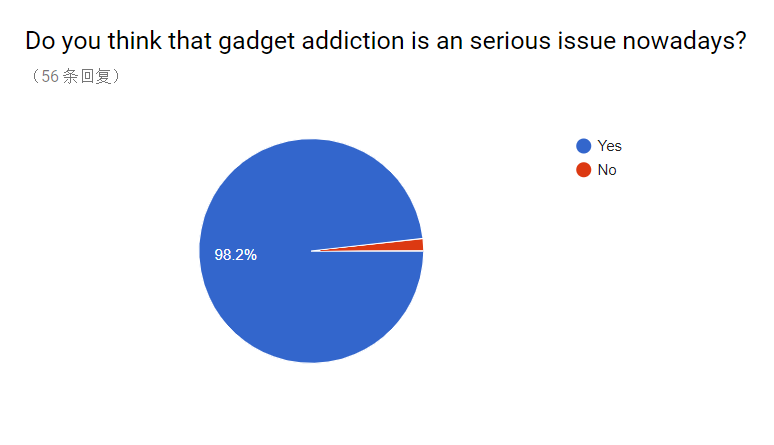 Do you think that gadget addiction is an serious issue nowadays?
（56 条回复）
Yes
No
98.2%